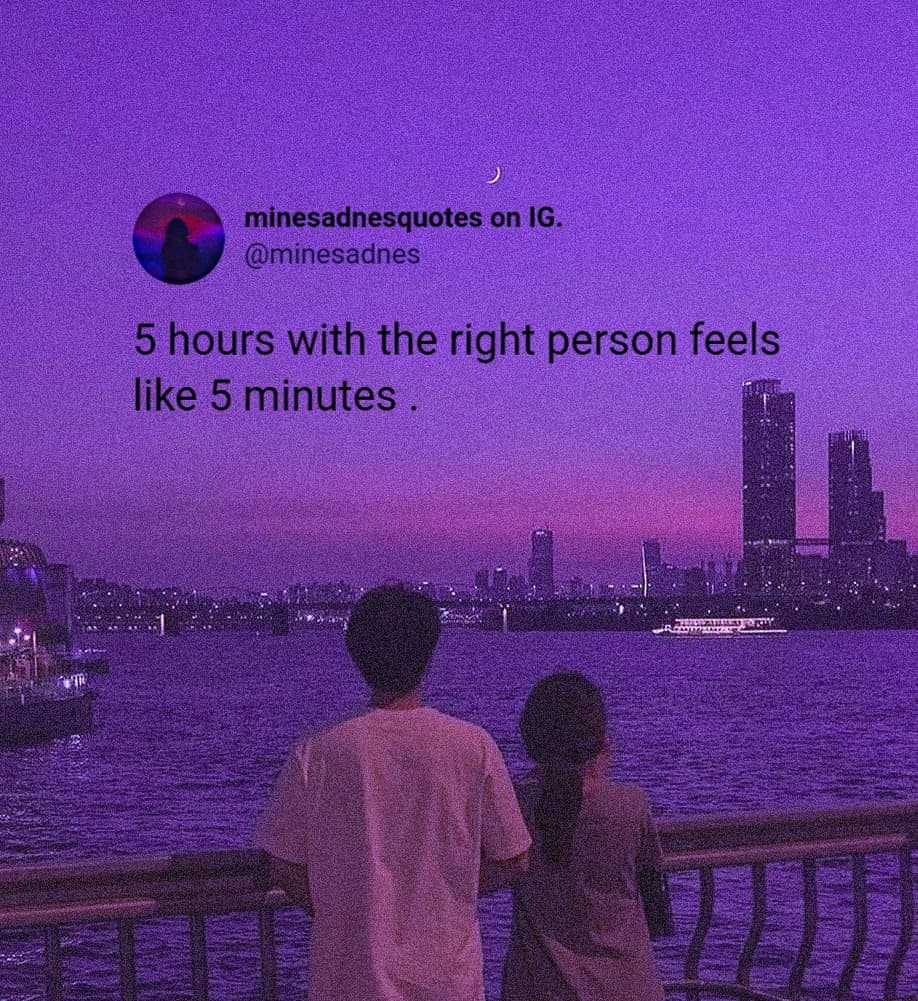 minesadnesquotes on IG.
@minesadnes
5 hours with the right person feels
like 5 minutes .